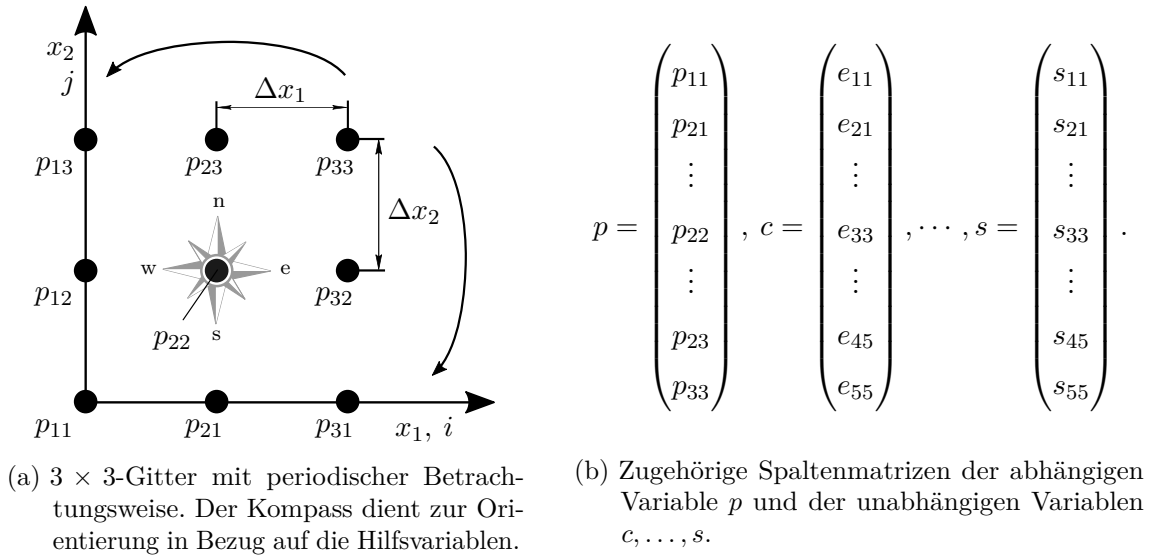 x₂
j
Δx₁
p₁₃ p₂₃ p₃₃
n
Δx₂
w e
p₁₂ p₃₂
p₂₂ s
p₁₁ p₂₁ p₃₁ x₁, i
(a) 3 × 3-Gitter mit periodischer Betrach-
tungsweise. Der Kompass dient zur Ori-
entierung in Bezug auf die Hilfsvariablen.
p₁₁ e₁₁ s₁₁
p₂₁ e₂₁ s₂₁
⋮ ⋮ ⋮
p = p₂₂ , c = e₃₃ , ⋯ , s = s₃₃ .
⋮ ⋮ ⋮
p₂₃ e₄₅ s₄₅
p₃₃ e₅₅ s₅₅
(b) Zugehörige Spaltenmatrizen der abhängigen
Variable p und der unabhängigen Variablen
c, . . . , s.